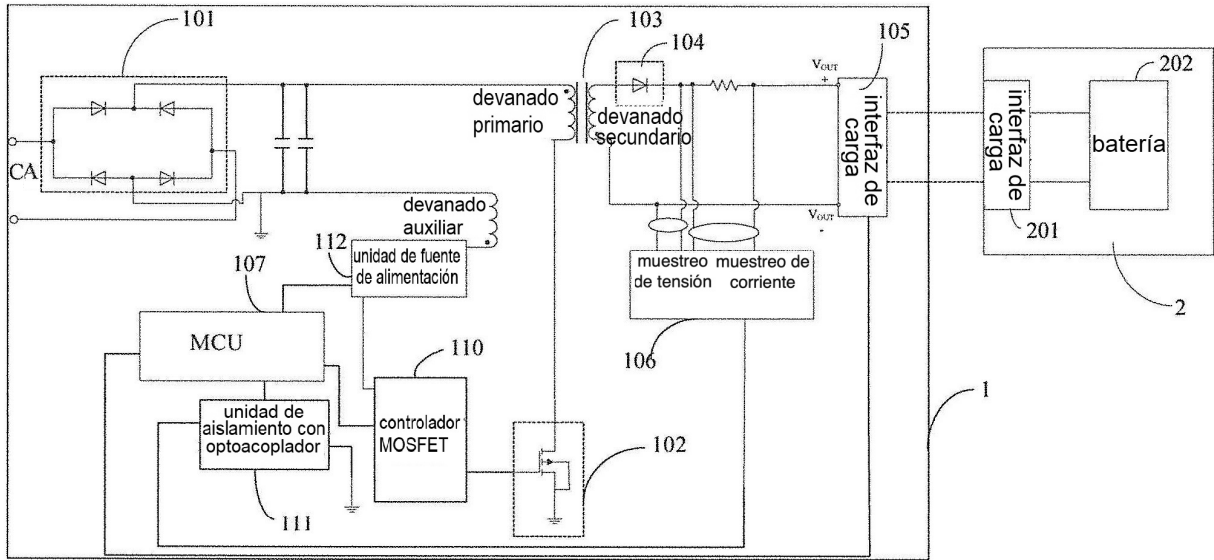 101
CA
103
104
105
devanado
primario
devanado
secundario
VOUT
+
interfaz de
carga
VOUT
-
interfaz de
carga
201
202
batería
2
devanado
auxiliar
112
unidad de fuente
de alimentación
muestreo
de tensión
muestreo de
corriente
106
107
MCU
110
controlador
MOSFET
unidad de
aislamiento con
optoacoplador
111
102
1